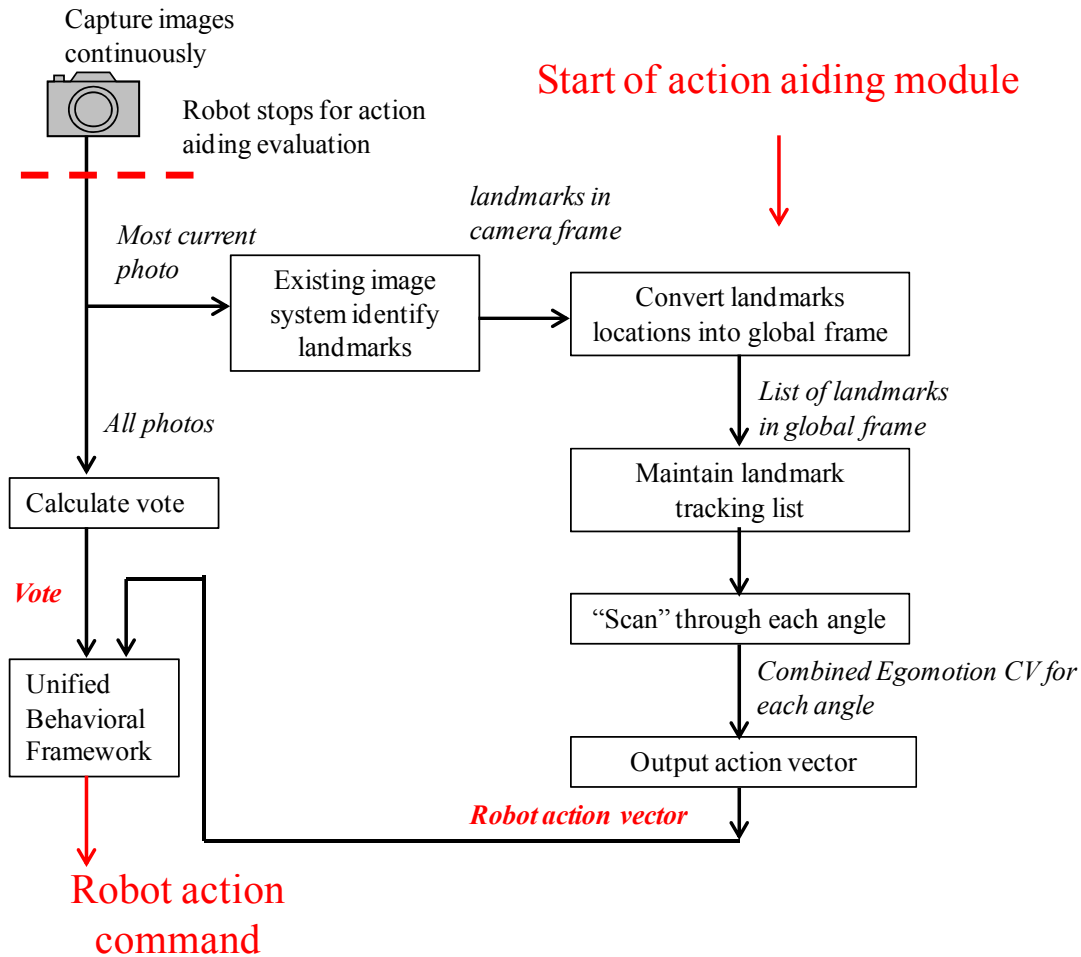 Capture images
continuously
Start of action aiding module
Robot stops for action
aiding evaluation
landmarks in
camera frame
Most current
photo
Existing image
system identify
landmarks
Convert landmarks
locations into global frame
List of landmarks
in global frame
All photos
Maintain landmark
tracking list
Calculate vote
Vote
“Scan” through each angle
Unified
Behavioral
Framework
Combined Egomotion CV for
each angle
Output action vector
Robot action vector
Robot action
command